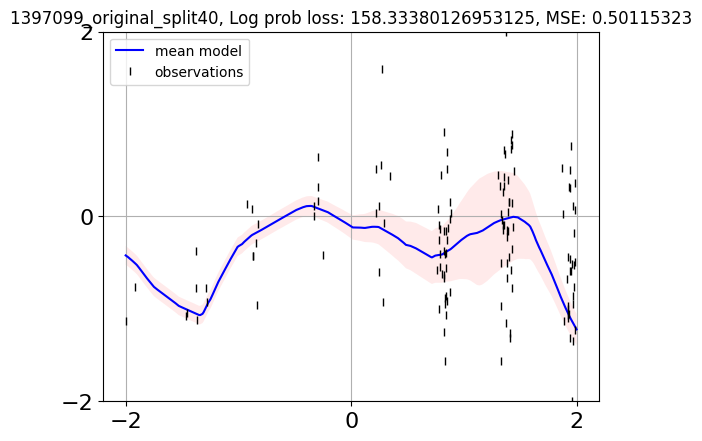 1397099_original_split40, Log prob loss: 158.33380126953125, MSE: 0.50115323
2
mean model
observations
0
−2
−2
0
2